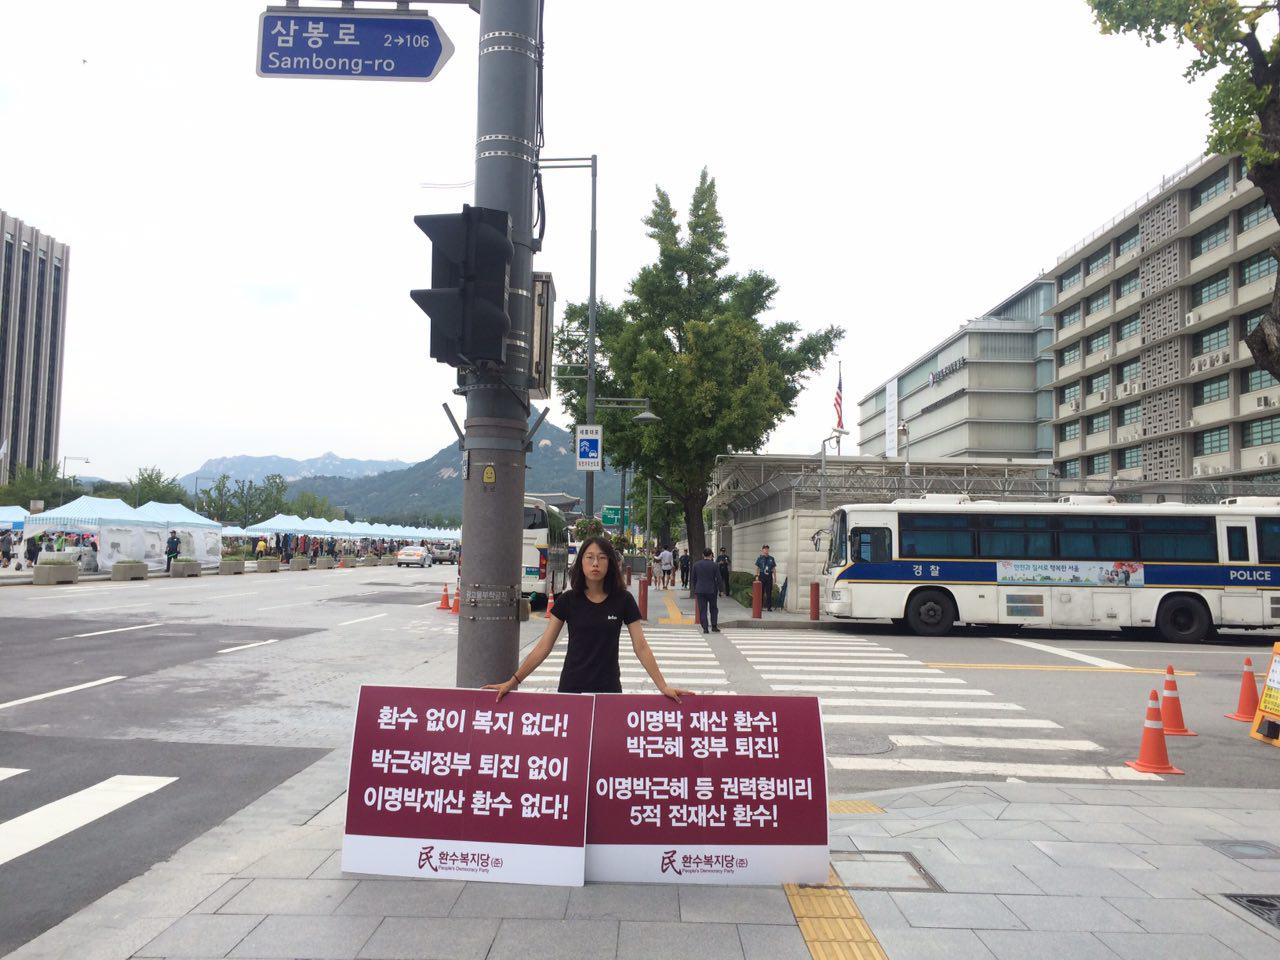 삼봉로 2→106
Sambong-ro
세종대로
경찰
POLICE
환수 없이 복지 없다!
박근혜정부 퇴진 없이
이명박재산 환수 없다!
民 환수복지당(준)
People's Democracy Party
이명박 재산 환수!
박근혜 정부 퇴진!
이명박근혜 등 권력형비리
5적 전재산 환수!
民 환수복지당(준)
People's Democracy Party